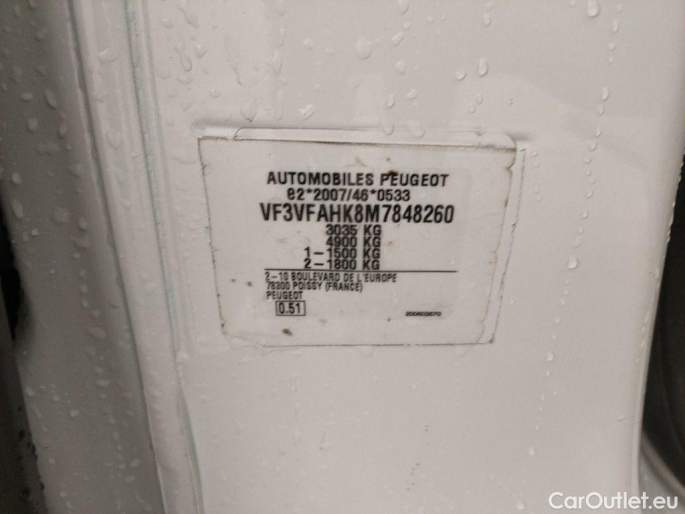 AUTOMOBILES PEUGEOT
e2*2007/46*0533
VF3VFAHK8M7848260
3035 KG
4900 KG
1-1500 KG
2-1800 KG
2-10 BOULEVARD DE L'EUROPE
78300 POISSY (FRANCE)
PEUGEOT
0.51
CarOutlet.eu